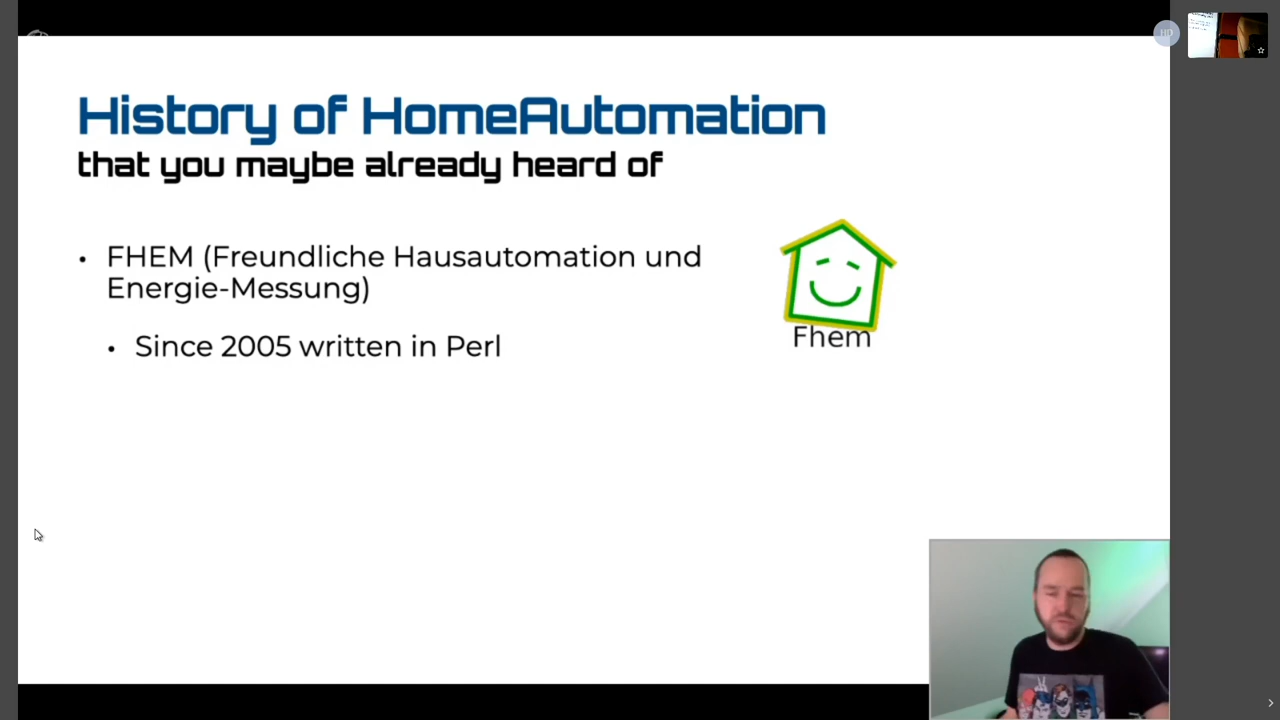 HD
History of HomeAutomation
that you maybe already heard of
• FHEM (Freundliche Hausautomation und
Energie-Messung)
• Since 2005 written in Perl
Fhem